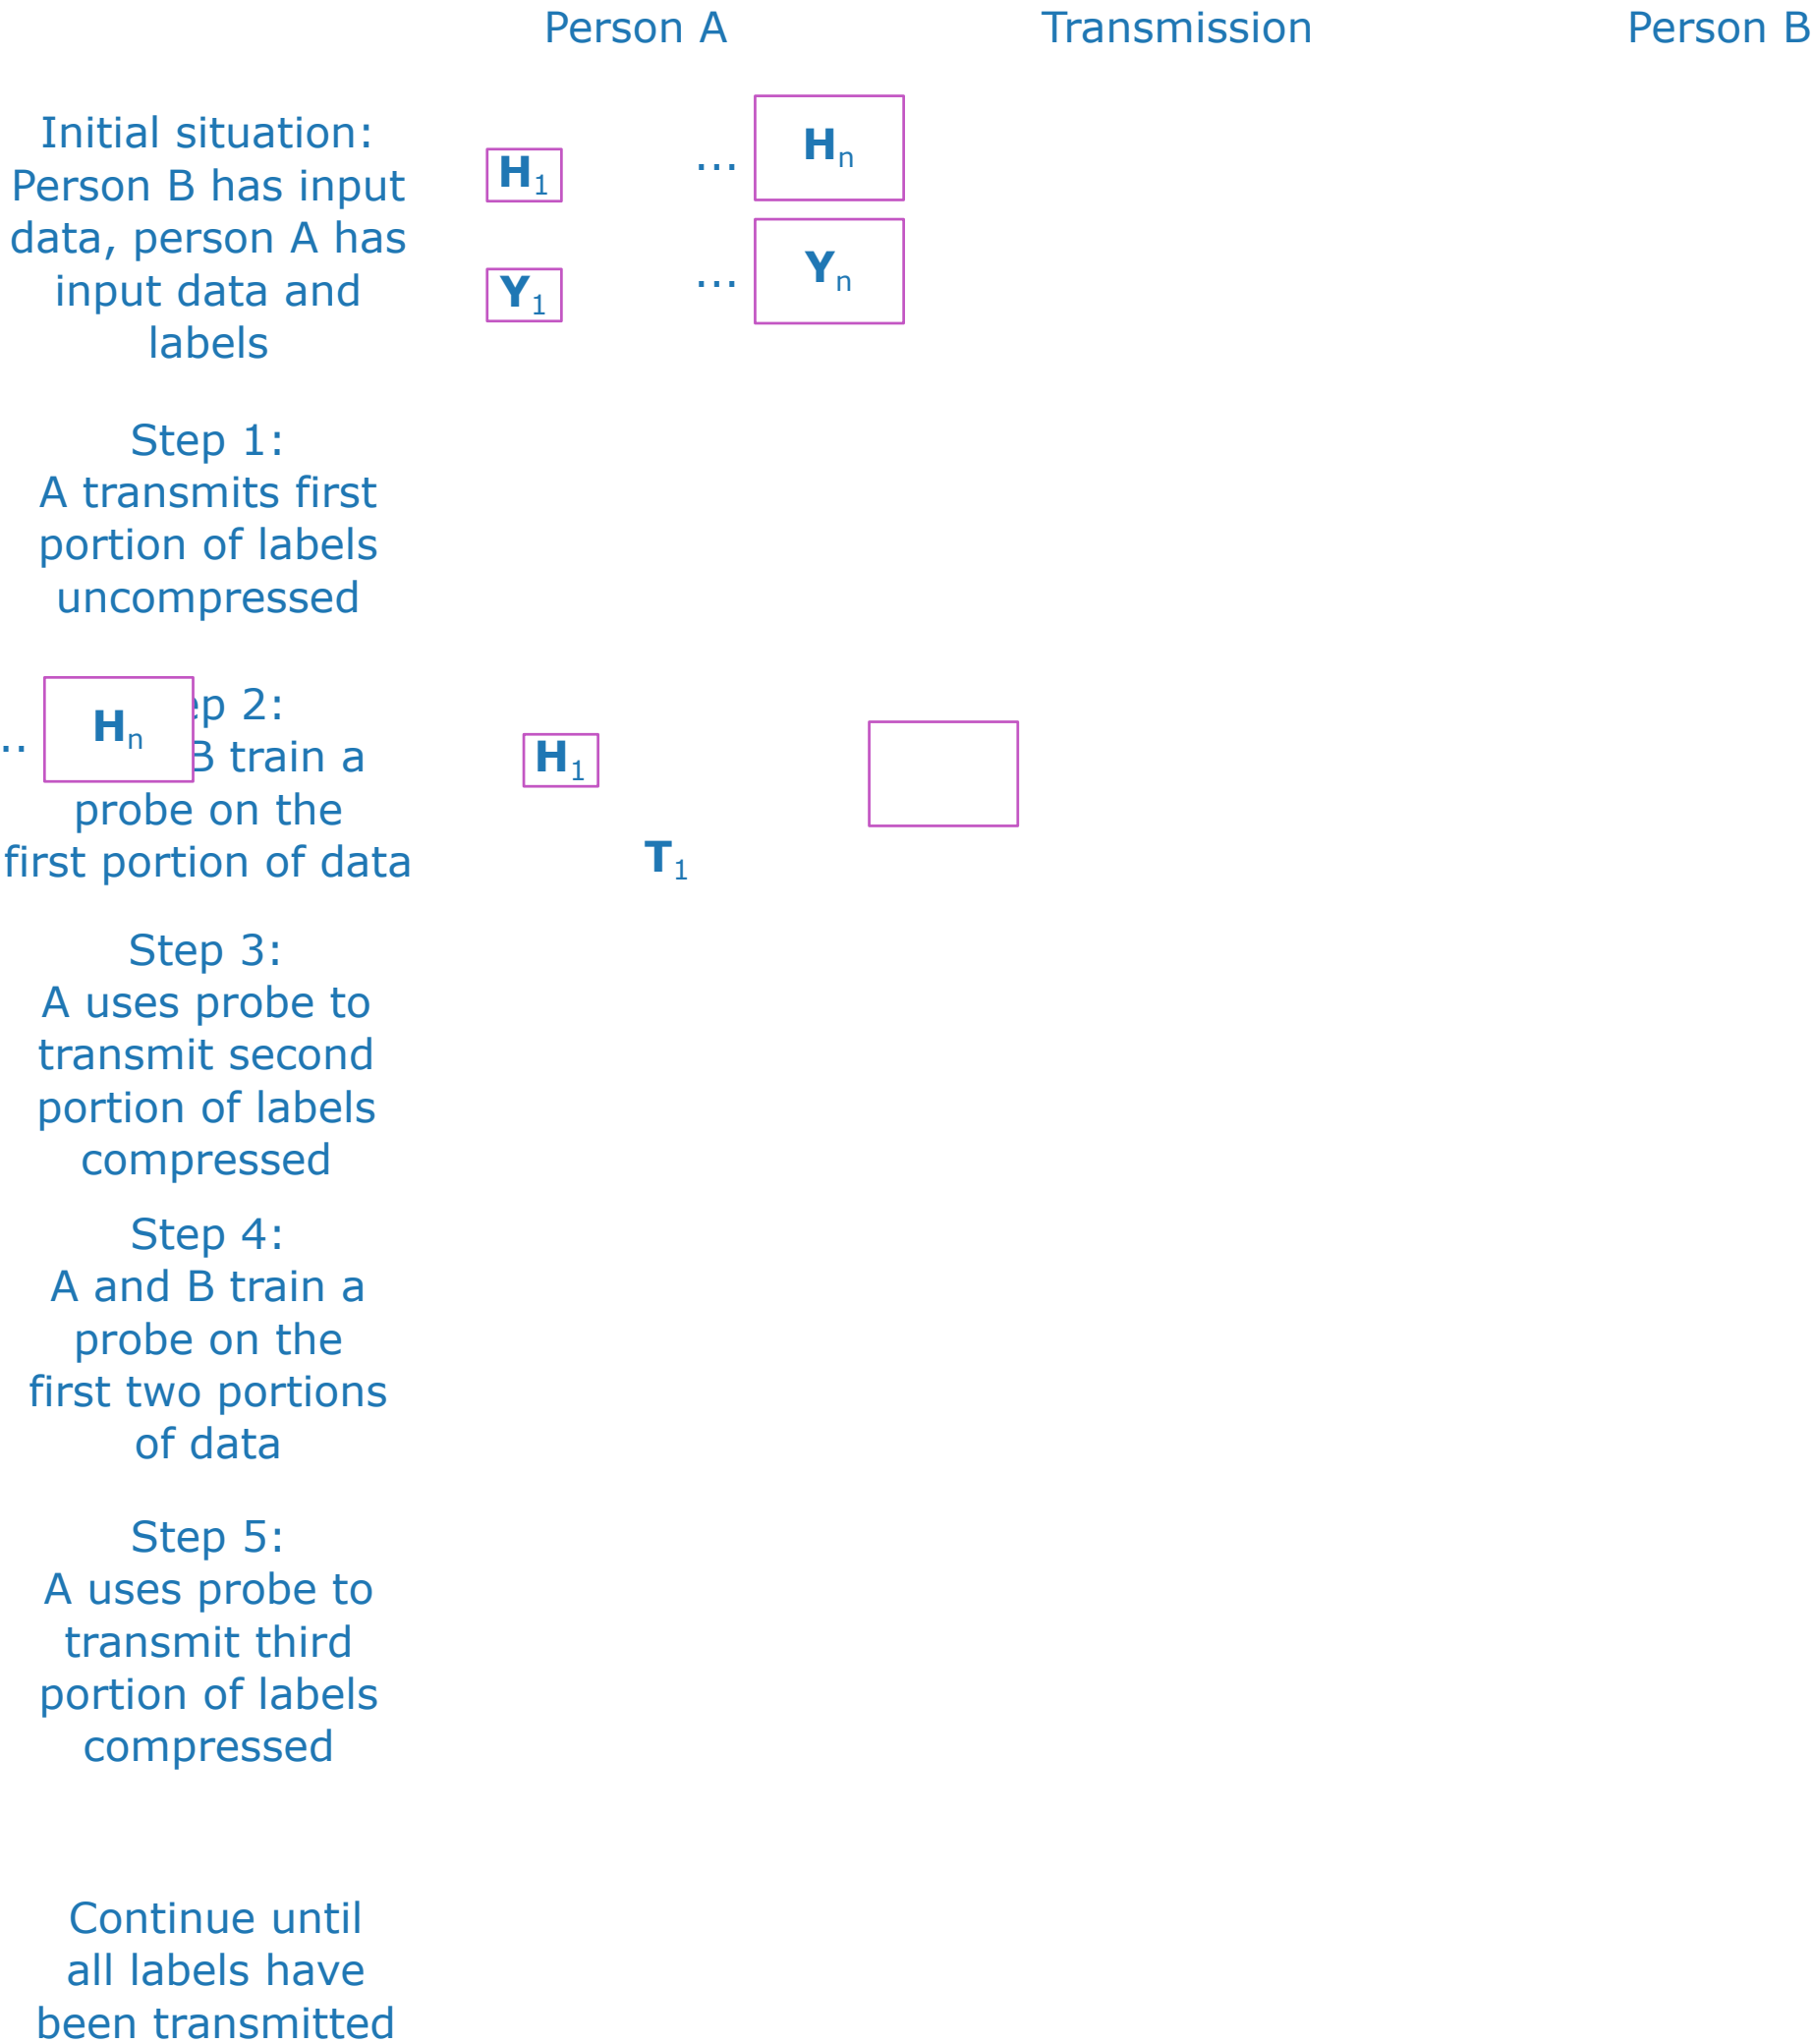 Person A Transmission Person B
Initial situation:
Person B has input
data, person A has
input data and
labels
H1 ... Hn
Y1 ... Yn
Step 1:
A transmits first
portion of labels
uncompressed
.. Hn
p 2:
B train a
probe on the
first portion of data
H1
T1
Step 3:
A uses probe to
transmit second
portion of labels
compressed
Step 4:
A and B train a
probe on the
first two portions
of data
Step 5:
A uses probe to
transmit third
portion of labels
compressed
Continue until
all labels have
been transmitted